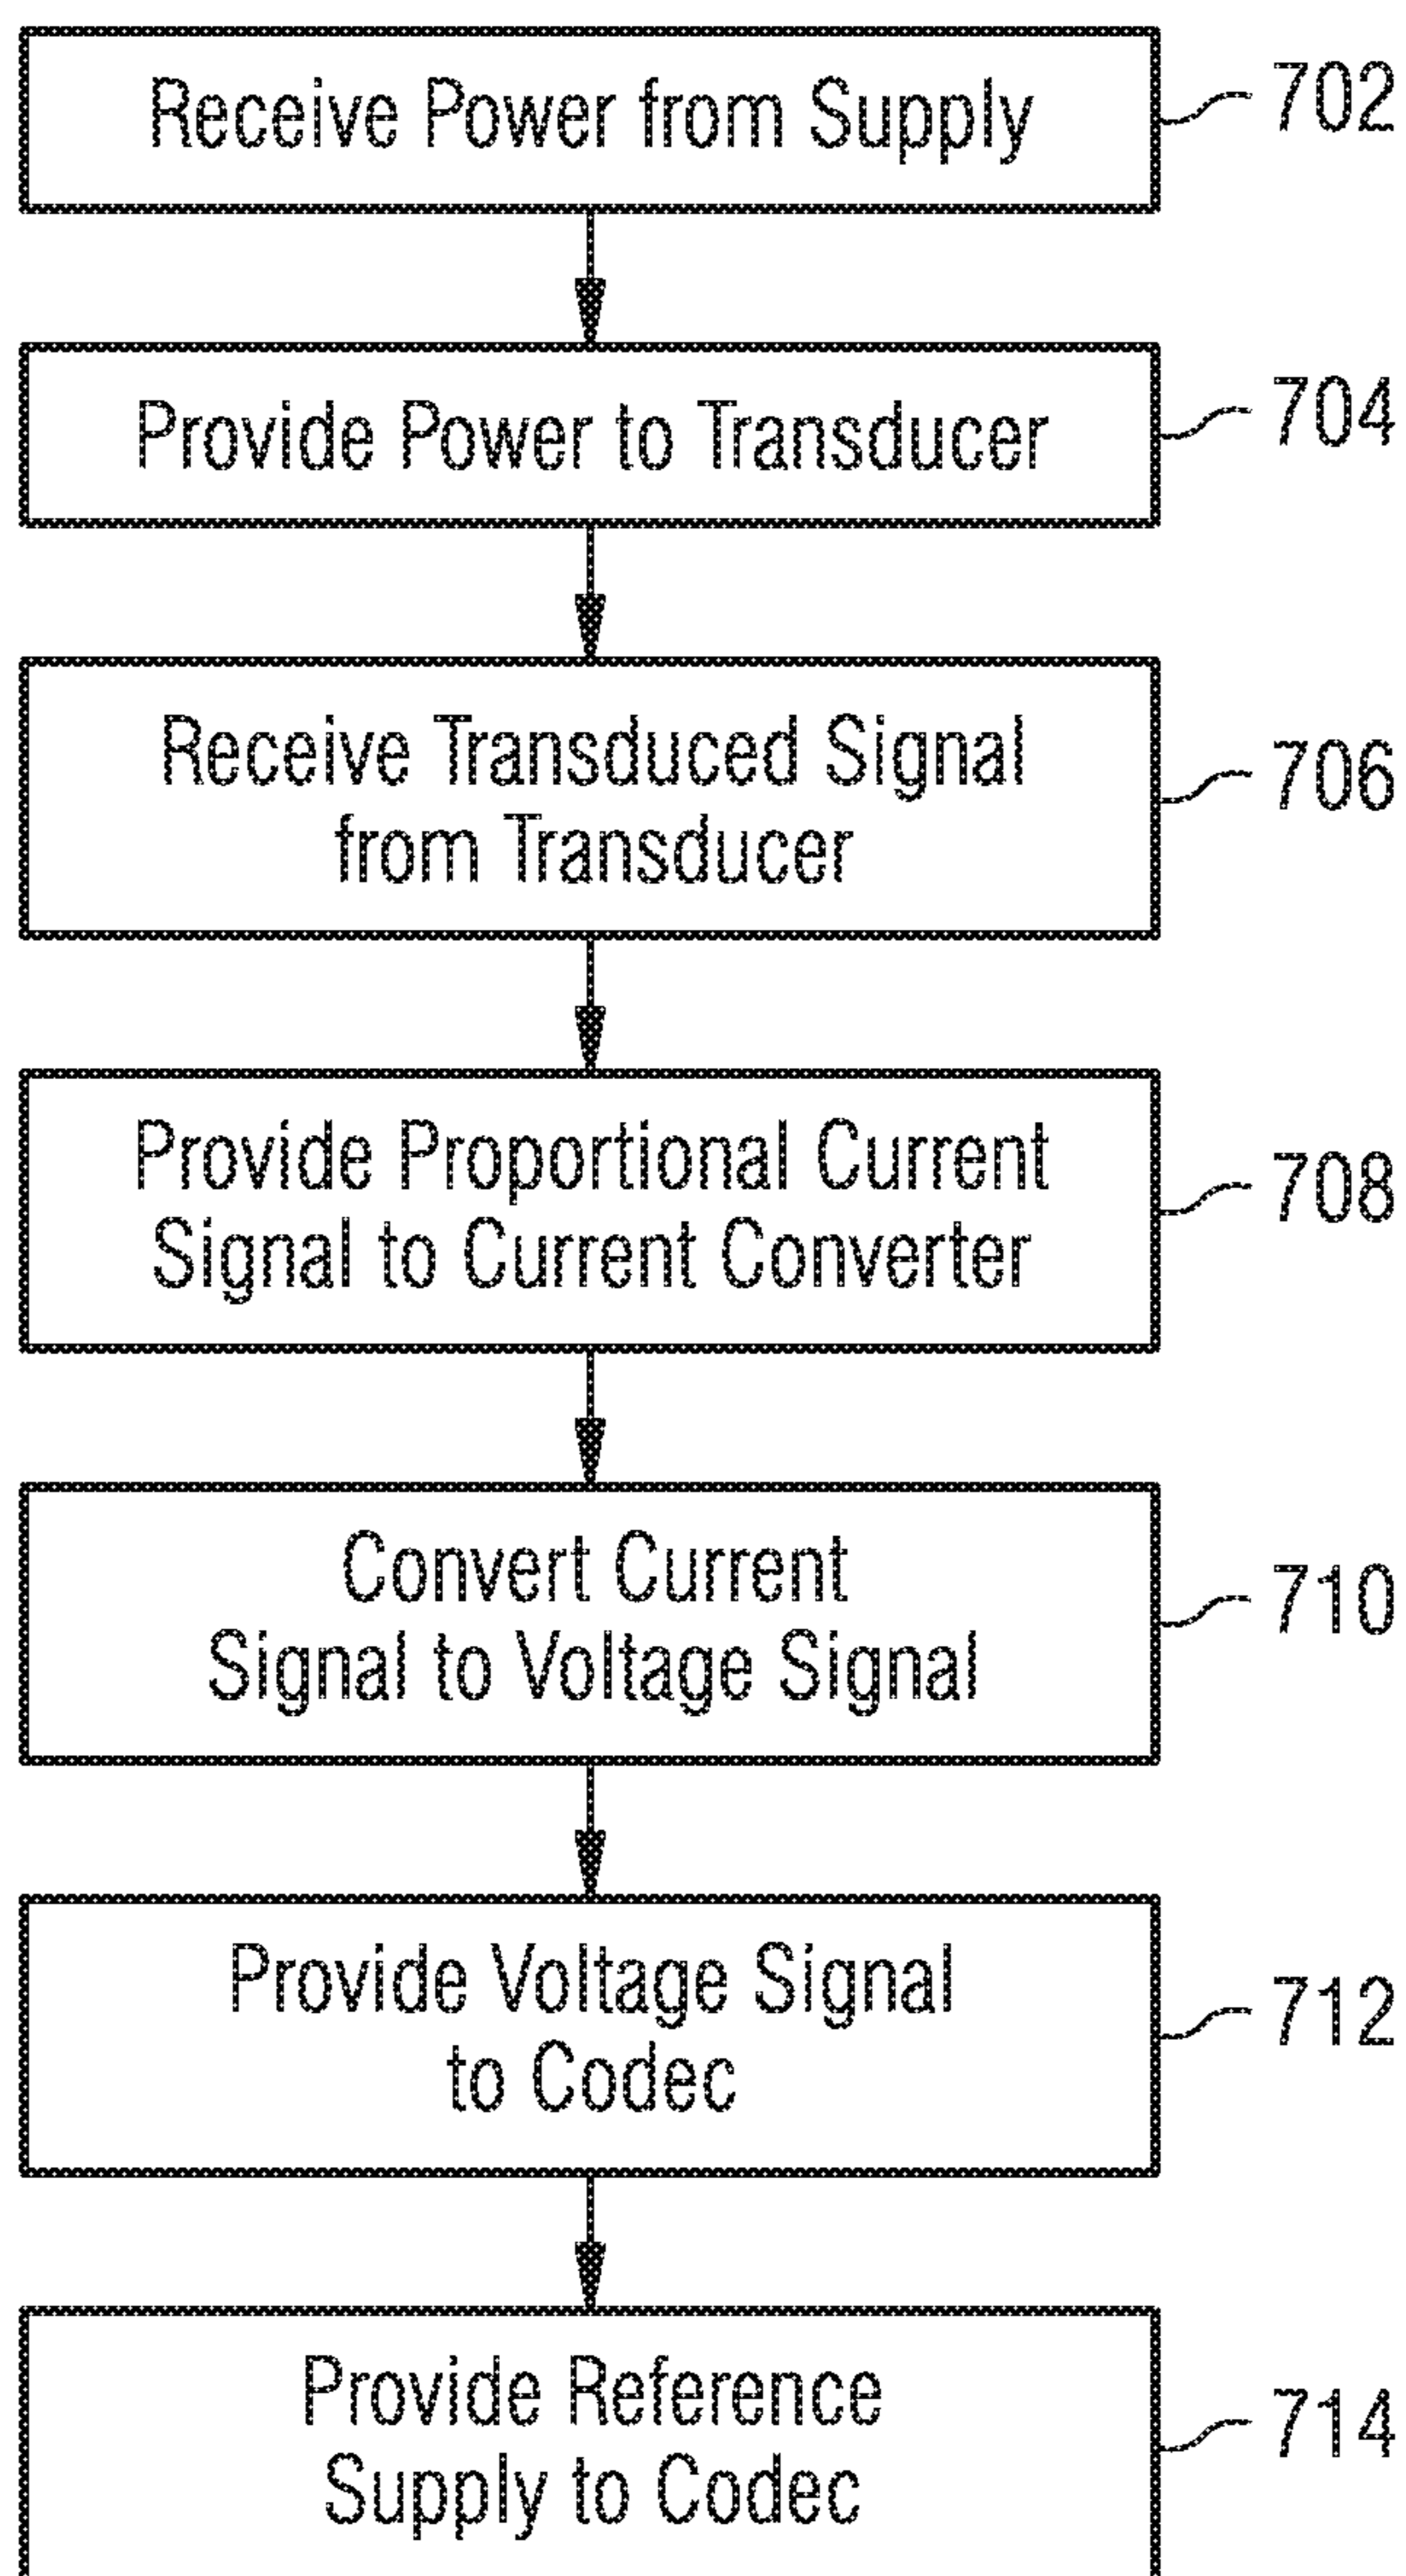 Receive Power from Supply
702
Provide Power to Transducer
704
Receive Transduced Signal
from Transducer
706
Provide Proportional Current
Signal to Current Converter
708
Convert Current
Signal to Voltage Signal
710
Provide Voltage Signal
to Codec
712
Provide Reference
Supply to Codec
714